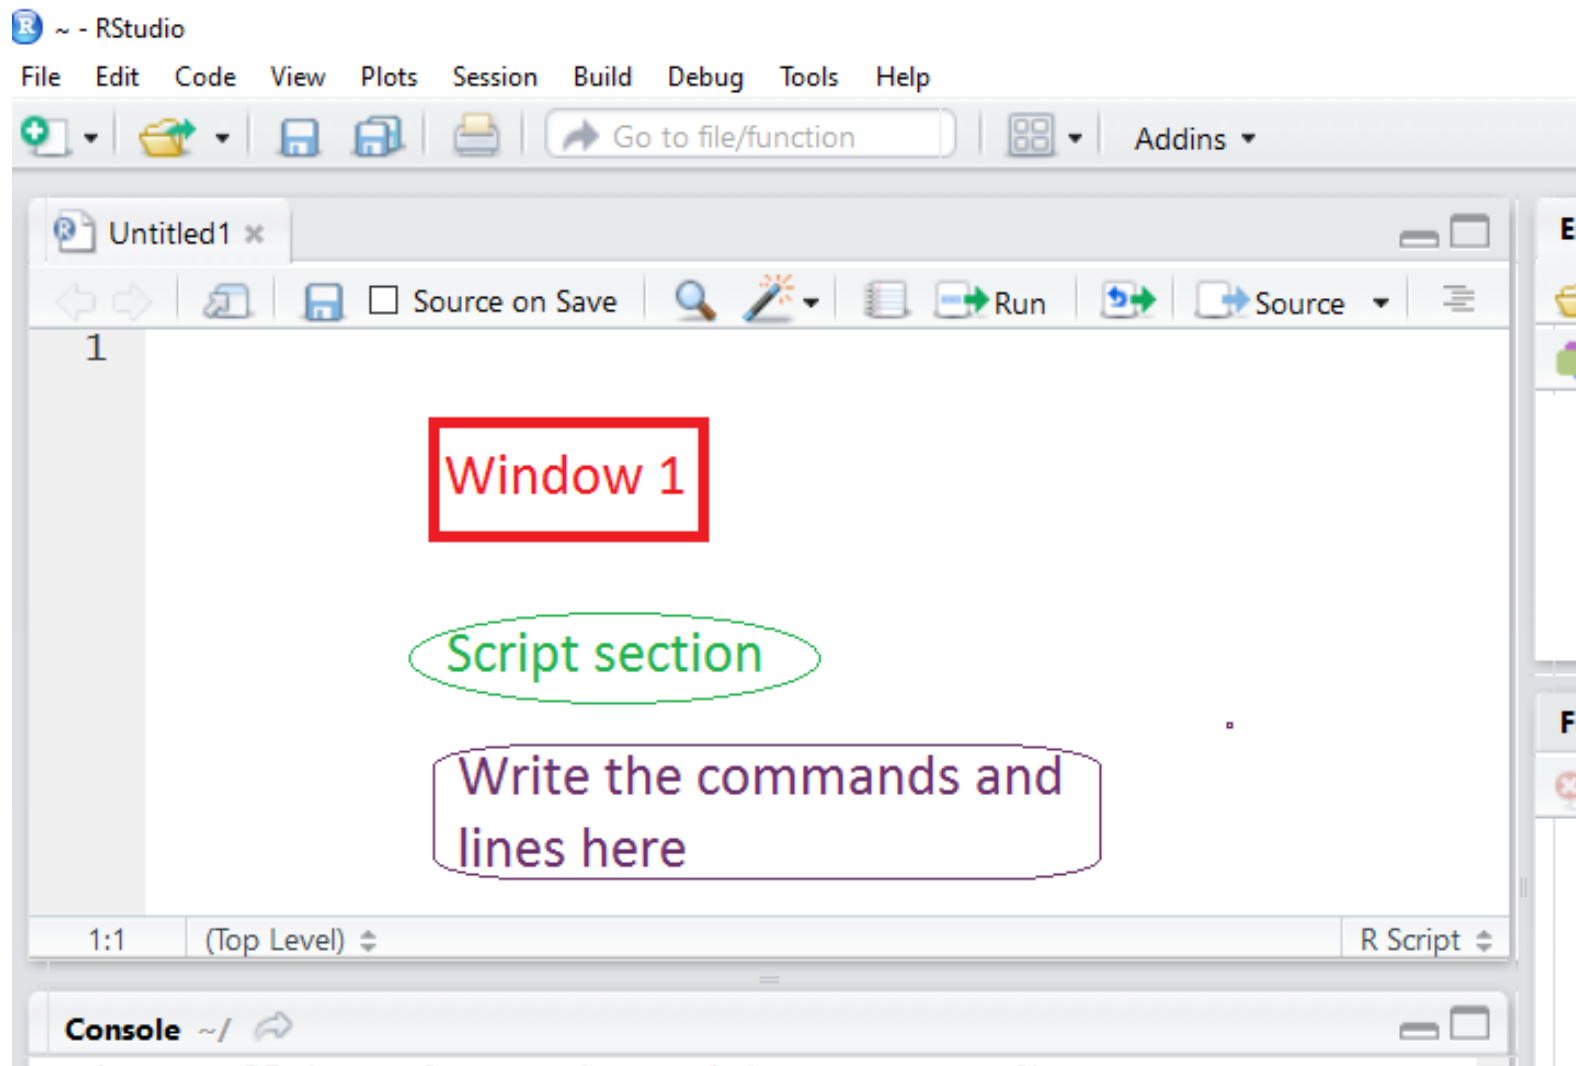 ~ - RStudio
File Edit Code View Plots Session Build Debug Tools Help
Go to file/function Addins
Untitled1
Source on Save Run Source
1
Window 1
Script section
Write the commands and
lines here
1:1 (Top Level) R Script
Console ~/